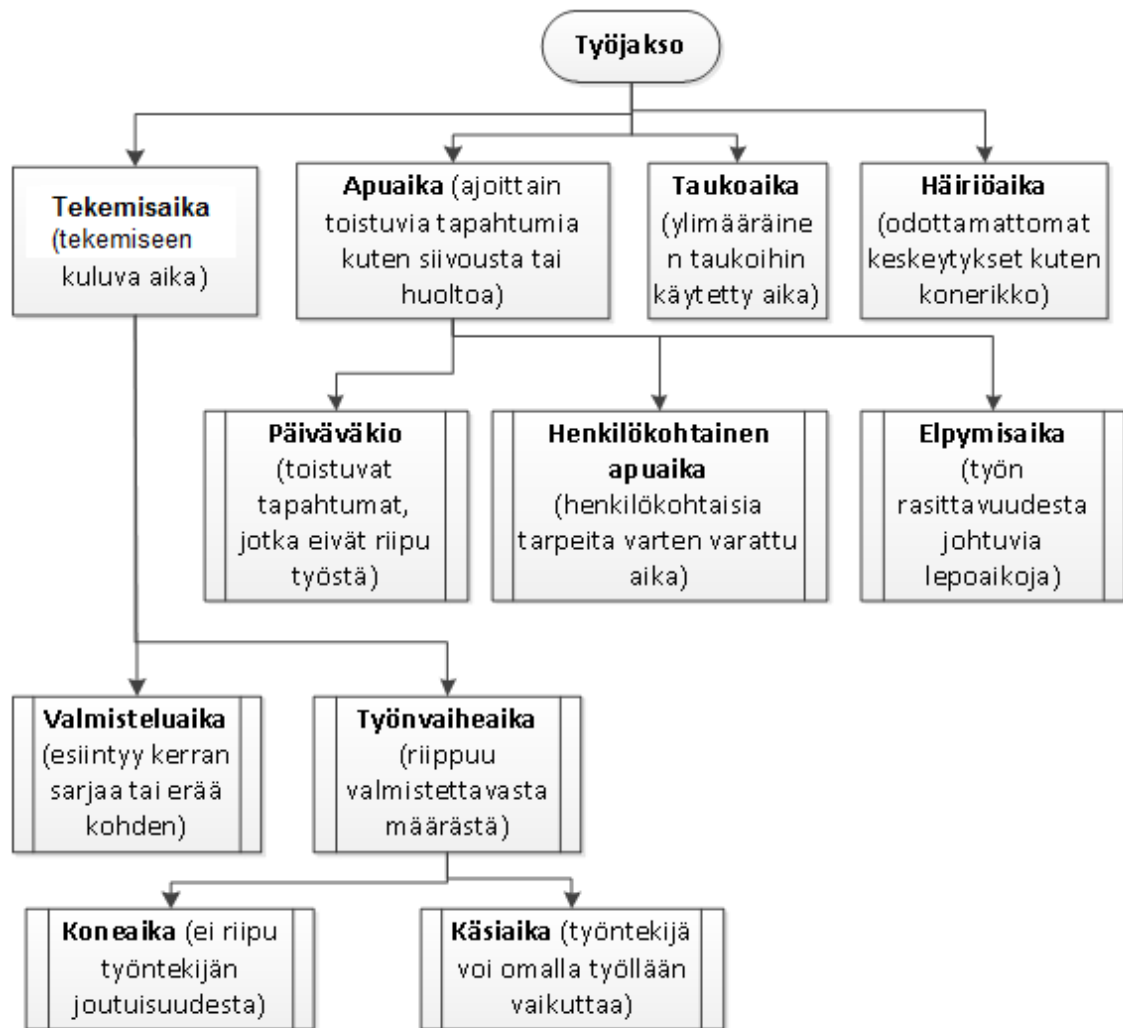 Työjakso
Tekemisaika
(tekemiseen
kuluva aika)
Apuaika (ajoittain
toistuvia tapahtumia
kuten siivousta tai
huoltoa)
Taukoaika
(ylimääräine
n taukoihin
käytetty aika)
Häiriöaika
(odottamattomat
keskeytykset kuten
konerikko)
Päiväväkio
(toistuvat
tapahtumat,
jotka eivät riipu
työstä)
Henkilökohtainen
apuaika
(henkilökohtaisia
tarpeita varten varattu
aika)
Elpymisaika
(työn
rasittavuudesta
johtuvia
lepoaikoja)
Valmisteluaika
(esiintyy kerran
sarjaa tai erää
kohden)
Työnvaiheaika
(riippuu
valmistettavasta
määrästä)
Koneaika (ei riipu
työntekijän
joutuisuudesta)
Käsiaika (työntekijä
voi omalla työllään
vaikuttaa)